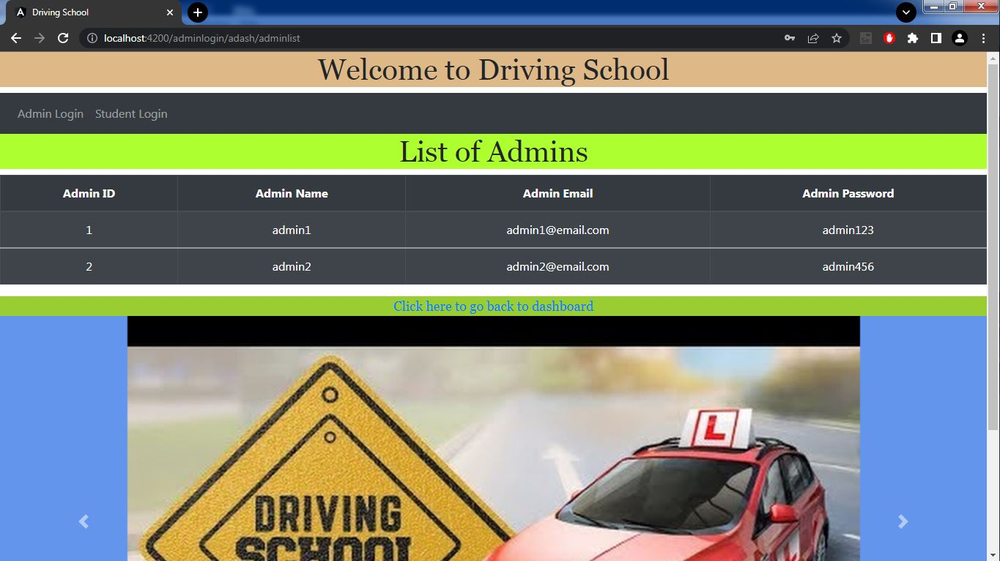 Driving School
localhost:4200/adminlogin/adash/adminlist
Welcome to Driving School
Admin Login Student Login
List of Admins
Admin ID Admin Name Admin Email Admin Password
1 admin1 admin1@email.com admin123
2 admin2 admin2@email.com admin456
Click here to go back to dashboard
L
DRIVING
SCHOOL